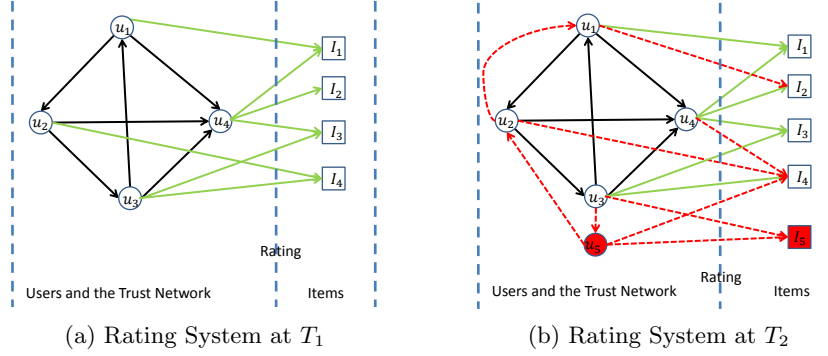 u1
I1
I2
u2
u4
I3
I4
u3
Rating
Users and the Trust Network
Items
(a) Rating System at T1
u1
I1
I2
u2
u4
I3
I4
u3
u5
I5
Rating
Users and the Trust Network
Items
(b) Rating System at T2